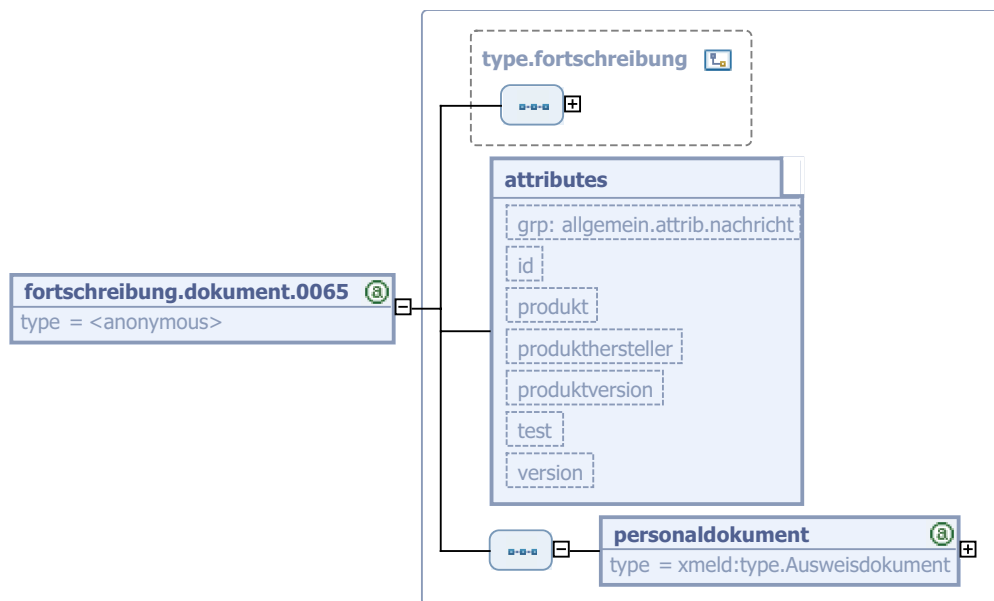 type.fortschreibung
attributes
grp: allgemein.attrib.nachricht
id
fortschreibung.dokument.0065
type = <anonymous>
produkt
produkthersteller
produktversion
test
version
personaldokument
type = xmeld:type.Ausweisdokument